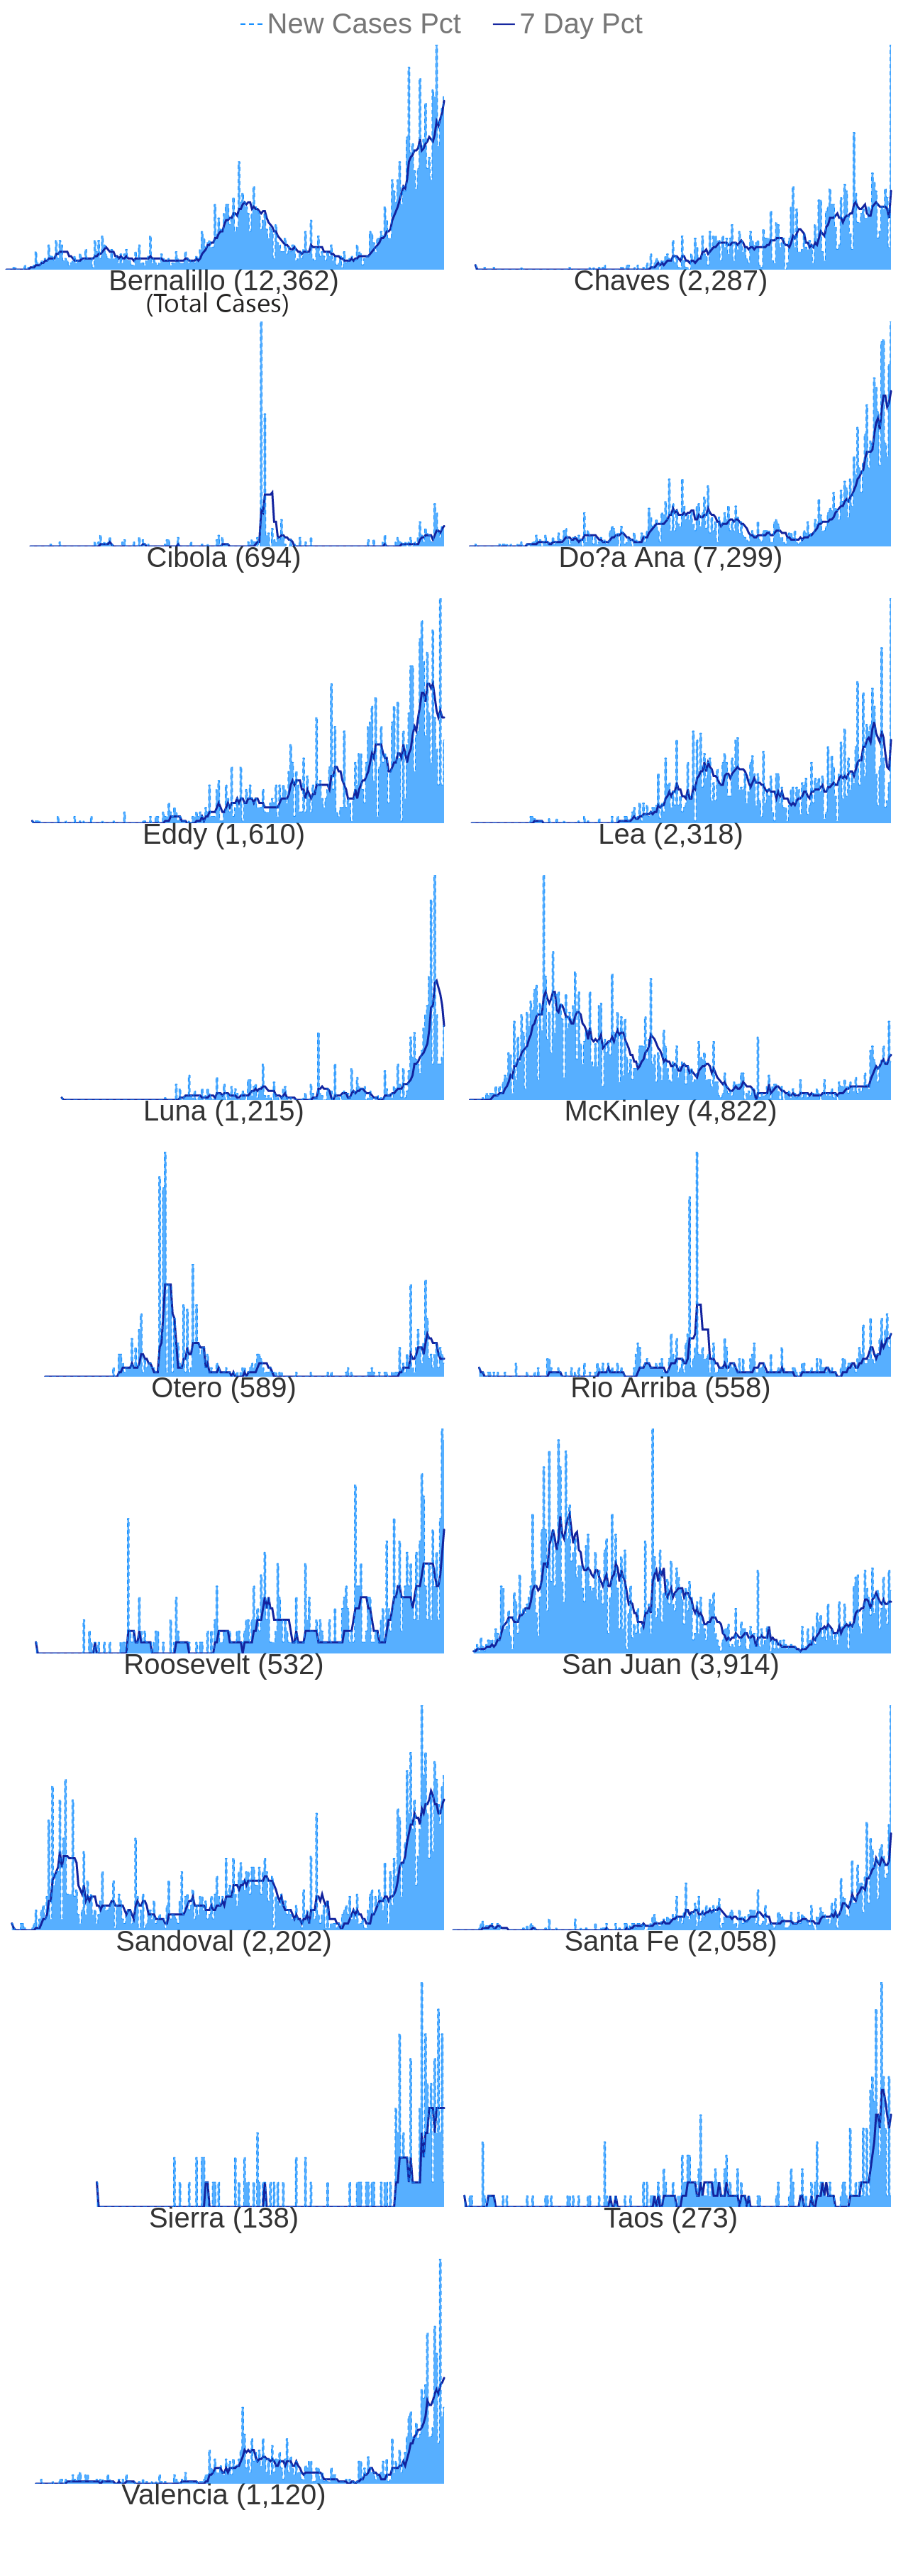 New Cases Pct 7 Day Pct
Bernalillo (12,362) Chaves (2,287)
(Total Cases)
Cibola (694) Do?a Ana (7,299)
Eddy (1,610) Lea (2,318)
Luna (1,215) McKinley (4,822)
Otero (589) Rio Arriba (558)
Roosevelt (532) San Juan (3,914)
Sandoval (2,202) Santa Fe (2,058)
Sierra (138) Taos (273)
Valencia (1,120)